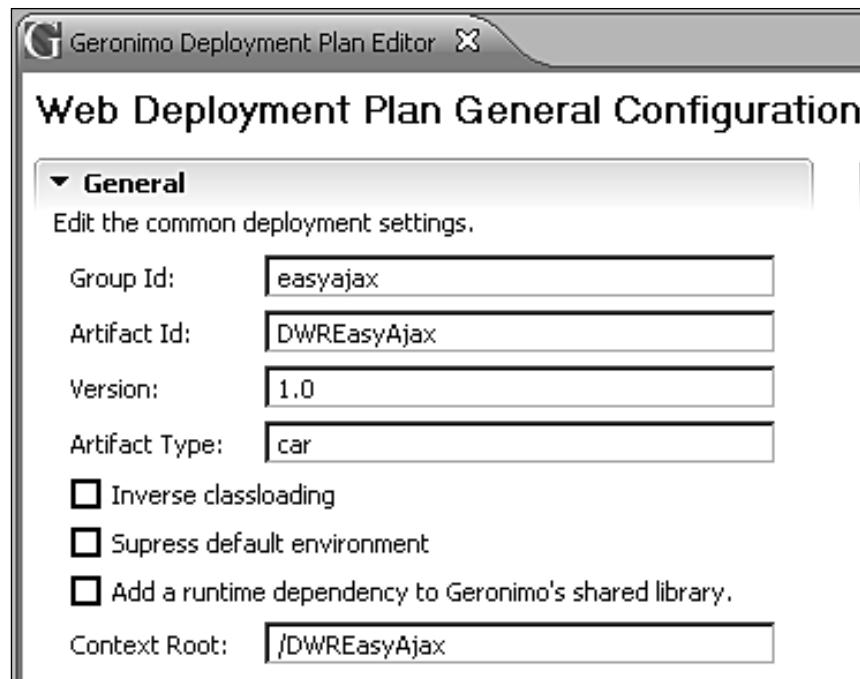 Geronimo Deployment Plan Editor
Web Deployment Plan General Configuration
General
Edit the common deployment settings.
Group Id: easyajax
Artifact Id: DWREasyAjax
Version: 1.0
Artifact Type: car
Inverse classloading
Supress default environment
Add a runtime dependency to Geronimo's shared library.
Context Root: /DWREasyAjax